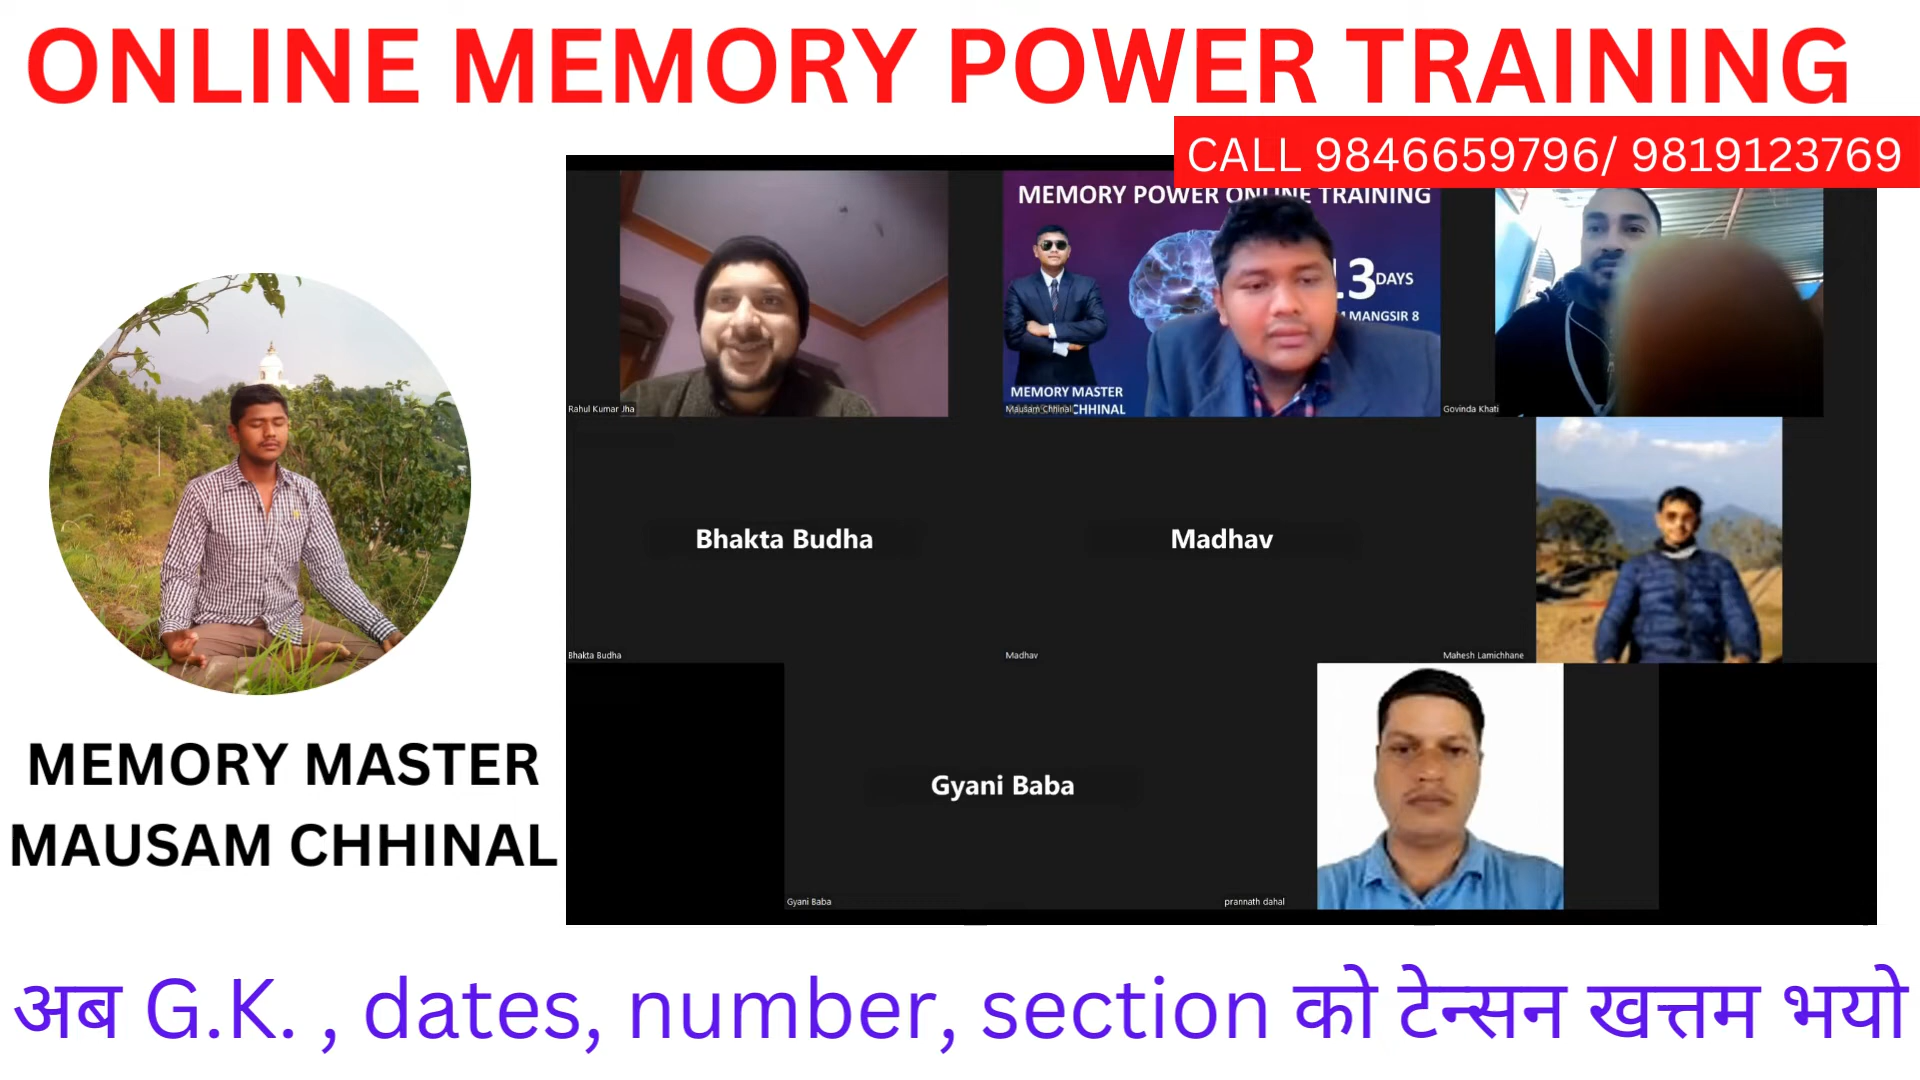 ONLINE MEMORY POWER TRAINING
CALL 9846659796/ 9819123769
MEMORY POWER ONLINE TRAINING
3 DAYS
MANGSIR 8
MEMORY MASTER
CHHINAL
Rahul Kumar Jha
Mausam Chhinal
Govinda Khati
Bhakta Budha
Madhav
Bhakta Budha
Madhav
Mahesh Lamichhane
Gyani Baba
Gyani Baba
prannath dahal
MEMORY MASTER
MAUSAM CHHINAL
अब G.K. , dates, number, section को टेन्सन खत्तम भयो